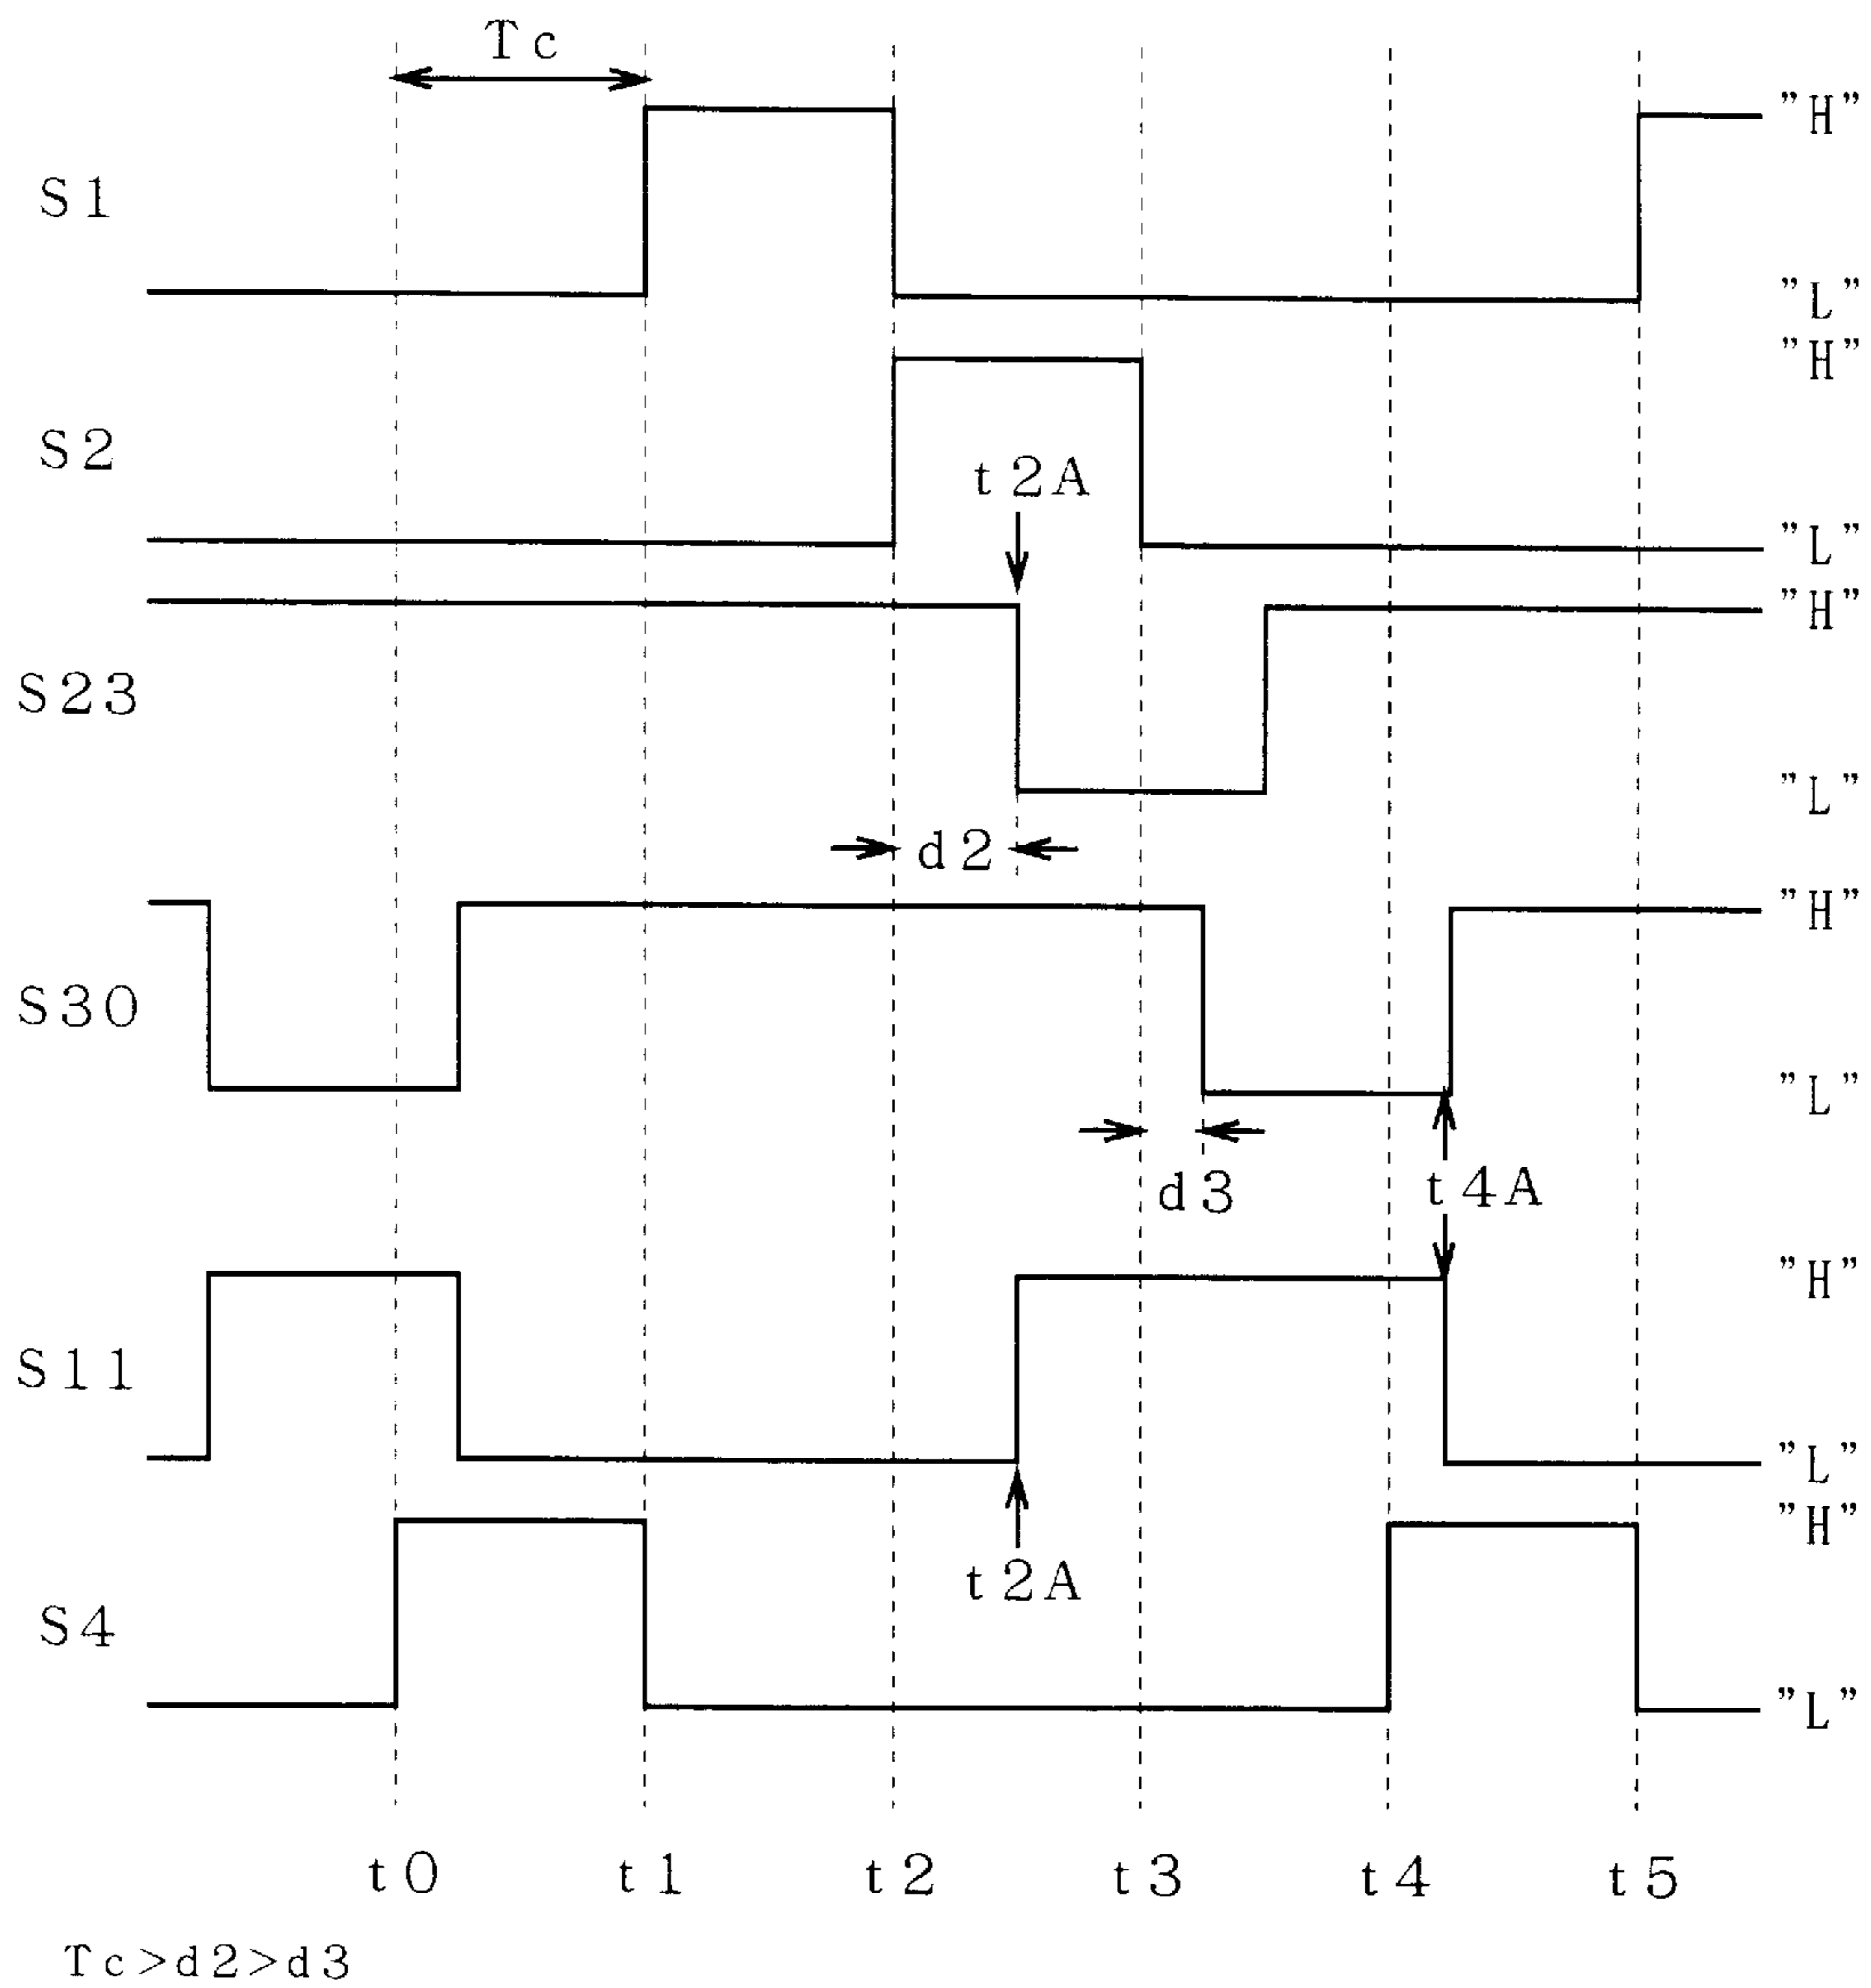 Tc
"H"
S1
"L"
"H"
S2
t2A
"L"
"H"
S23
"L"
d2
"H"
S30
"L"
d3
t4A
"H"
S11
"L"
"H"
t2A
S4
"L"
t0 t1 t2 t3 t4 t5
Tc>d2>d3